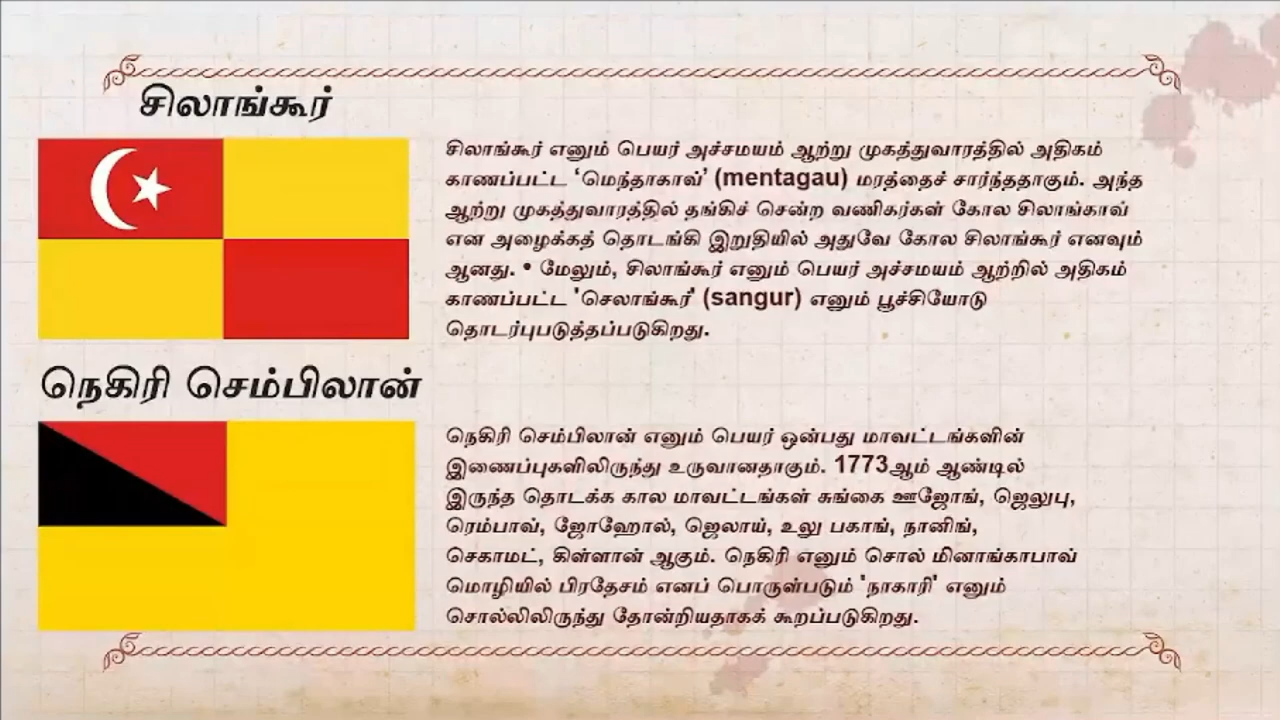 சிலாங்கூர்
சிலாங்கூர் எனும் பெயர் அச்சமயம் ஆற்று முகத்துவாரத்தில் அதிகம்
காணப்பட்ட ‘மெந்தாகாவ்’ (mentagau) மரத்தைச் சார்ந்ததாகும். அந்த
ஆற்று முகத்துவாரத்தில் தங்கிச் சென்ற வணிகர்கள் கோல சிலாங்காவ்
என அழைக்கத் தொடங்கி இறுதியில் அதுவே கோல சிலாங்கூர் எனவும்
ஆனது. • மேலும், சிலாங்கூர் எனும் பெயர் அச்சமயம் ஆற்றில் அதிகம்
காணப்பட்ட 'செலாங்கூர்' (sangur) எனும் பூச்சியோடு
தொடர்புபடுத்தப்படுகிறது.
நெகிரி செம்பிலான்
நெகிரி செம்பிலான் எனும் பெயர் ஒன்பது மாவட்டங்களின்
இணைப்புகளிலிருந்து உருவானதாகும். 1773ஆம் ஆண்டில்
இருந்த தொடக்க கால மாவட்டங்கள் சுங்கை ஊஜோங், ஜெலுபு,
ரெம்பாவ், ஜோஹோல், ஜெலாய், உலு பகாங், நானிங்,
செகாமட், கிள்ளான் ஆகும். நெகிரி எனும் சொல் மினாங்காபாவ்
மொழியில் பிரதேசம் எனப் பொருள்படும் 'நாகாரி' எனும்
சொல்லிலிருந்து தோன்றியதாகக் கூறப்படுகிறது.